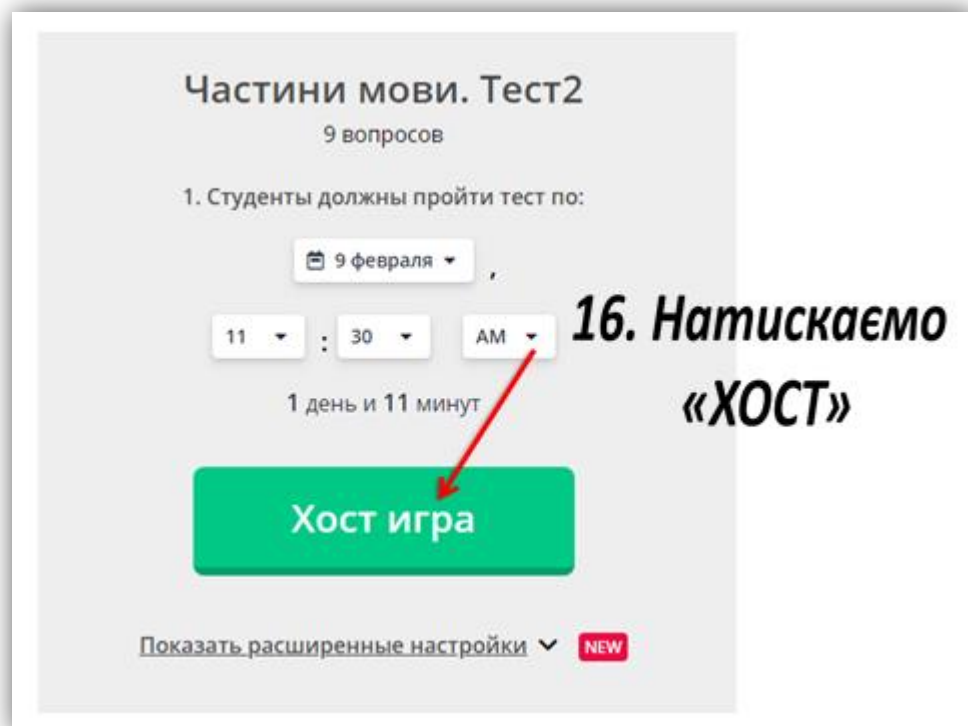 Частини мови. Тест2
9 вопросов
1. Студенты должны пройти тест по:
9 февраля ,
11 : 30 AM
1 день и 11 минут
16. Натискаємо
«ХОСТ»
Хост игра
Показать расширенные настройки NEW